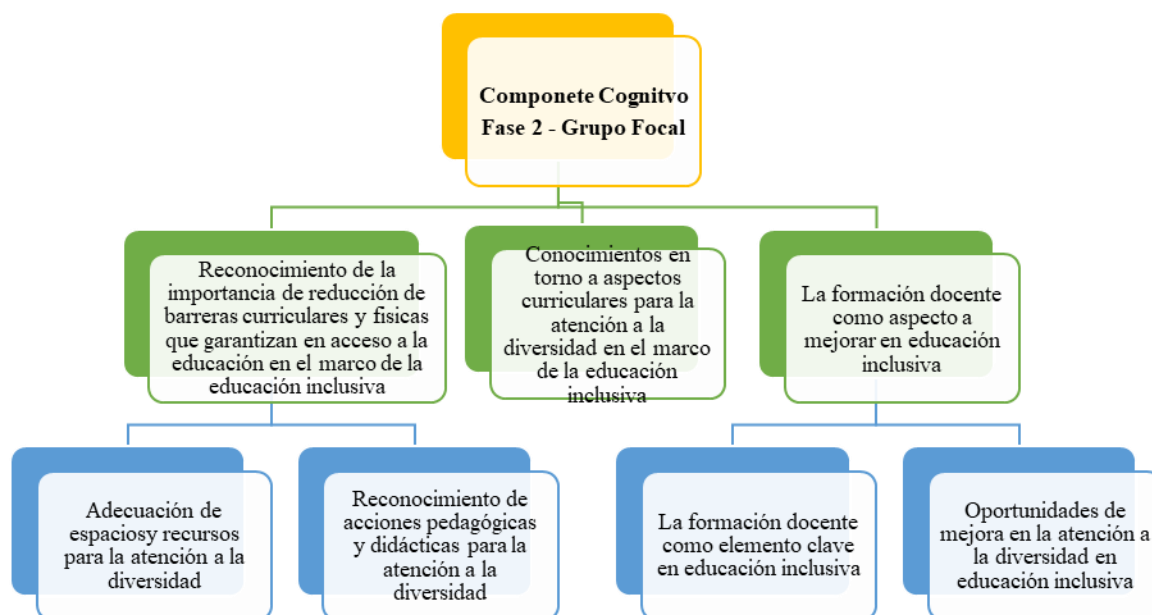 Componete Cognitvo
Fase 2 - Grupo Focal
Reconocimiento de la
importancia de reducción de
barreras curriculares y fisicas
que garantizan en acceso a la
educación en el marco de la
educación inclusiva
Conocimientos en
torno a aspectos
curriculares para la
atención a la
diversidad en el marco
de la educación
inclusiva
La formación docente
como aspecto a
mejorar en educación
inclusiva
Adecuación de
espaciosy recursos
para la atención a la
diversidad
Reconocimiento de
acciones pedagógicas
y didácticas para la
atención a la
diversidad
La formación docente
como elemento clave
en educación inclusiva
Oportunidades de
mejora en la atención a
la diversidad en
educación inclusiva